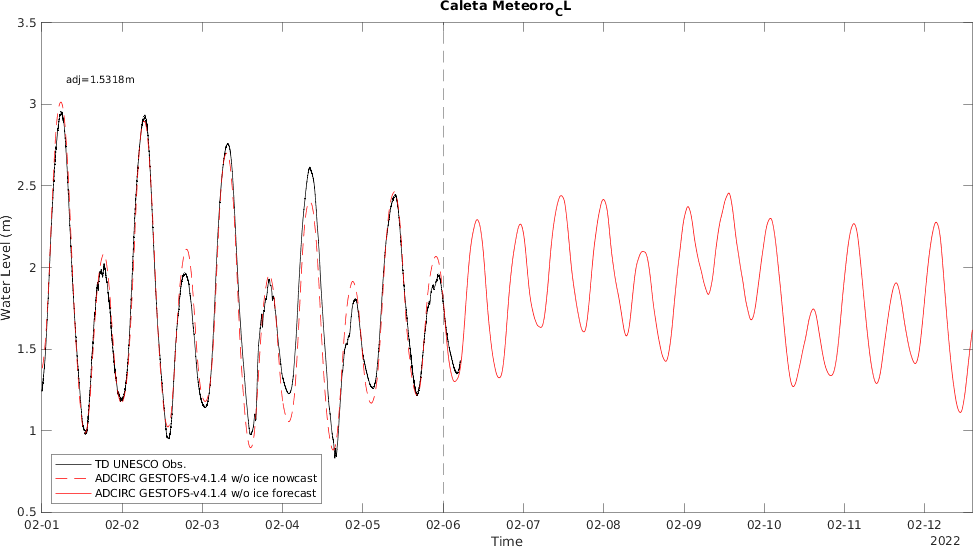 Caleta Meteoro_CL
3.5
adj=1.5318m
3
2.5
2
1.5
1
0.5
Water Level (m)
TD UNESCO Obs.
ADCIRC GESTOFS-v4.1.4 w/o ice nowcast
ADCIRC GESTOFS-v4.1.4 w/o ice forecast
02-01 02-02 02-03 02-04 02-05 02-06 02-07 02-08 02-09 02-10 02-11 02-12
Time
2022